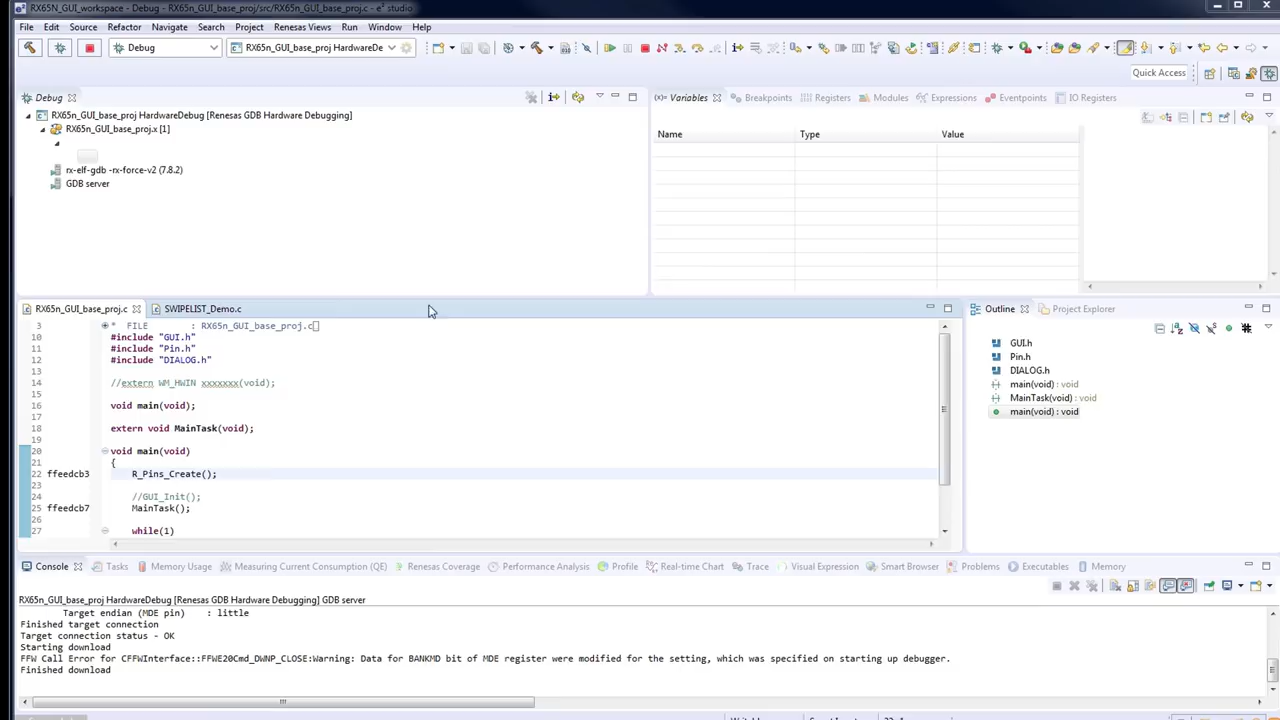 RX65N_GUI_workspace - Debug - RX65n_GUI_base_proj/src/RX65n_GUI_base_proj.c - e² studio
File Edit Source Refactor Navigate Search Project Renesas Views Run Window Help
Debug RX65n_GUI_base_proj HardwareDe
Quick Access
Debug
RX65n_GUI_base_proj HardwareDebug [Renesas GDB Hardware Debugging]
RX65n_GUI_base_proj.x [1]
rx-elf-gdb -rx-force-v2 (7.8.2)
GDB server
Variables Breakpoints Registers Modules Expressions Eventpoints IO Registers
Name Type Value
RX65n_GUI_base_proj.c SWIPELIST_Demo.c
3 * FILE : RX65n_GUI_base_proj.c
10 #include "GUI.h"
11 #include "Pin.h"
12 #include "DIALOG.h"
13
14 //extern WM_HWIN xxxxxxx(void);
15
16 void main(void);
17
18 extern void MainTask(void);
19
20 void main(void)
21 {
22 ffeedcb3 R_Pins_Create();
23
24 //GUI_Init();
25 ffeedcb7 MainTask();
26
27 while(1)
Outline Project Explorer
GUI.h
Pin.h
DIALOG.h
main(void) : void
MainTask(void) : void
main(void) : void
Console Tasks Memory Usage Measuring Current Consumption (QE) Renesas Coverage Performance Analysis Profile Real-time Chart Trace Visual Expression Smart Browser Problems Executables Memory
RX65n_GUI_base_proj HardwareDebug [Renesas GDB Hardware Debugging] GDB server
Target endian (MDE pin) : little
Finished target connection
Target connection status - OK
Starting download
FFW Call Error for CFFWInterface::FFWE20Cmd_DWNP_CLOSE:Warning: Data for BANKMD bit of MDE register were modified for the setting, which was specified on starting up debugger.
Finished download